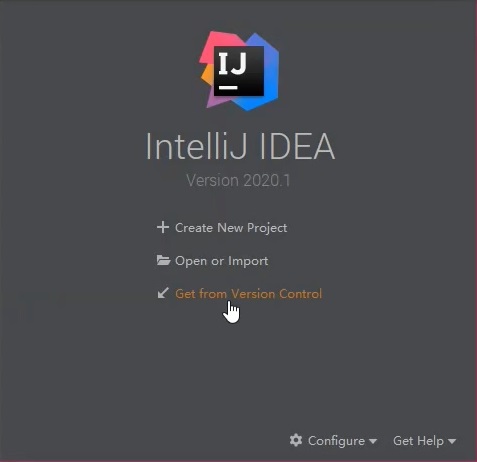 IJ
IntelliJ IDEA
Version 2020.1
Create New Project
Open or Import
Get from Version Control
Configure Get Help